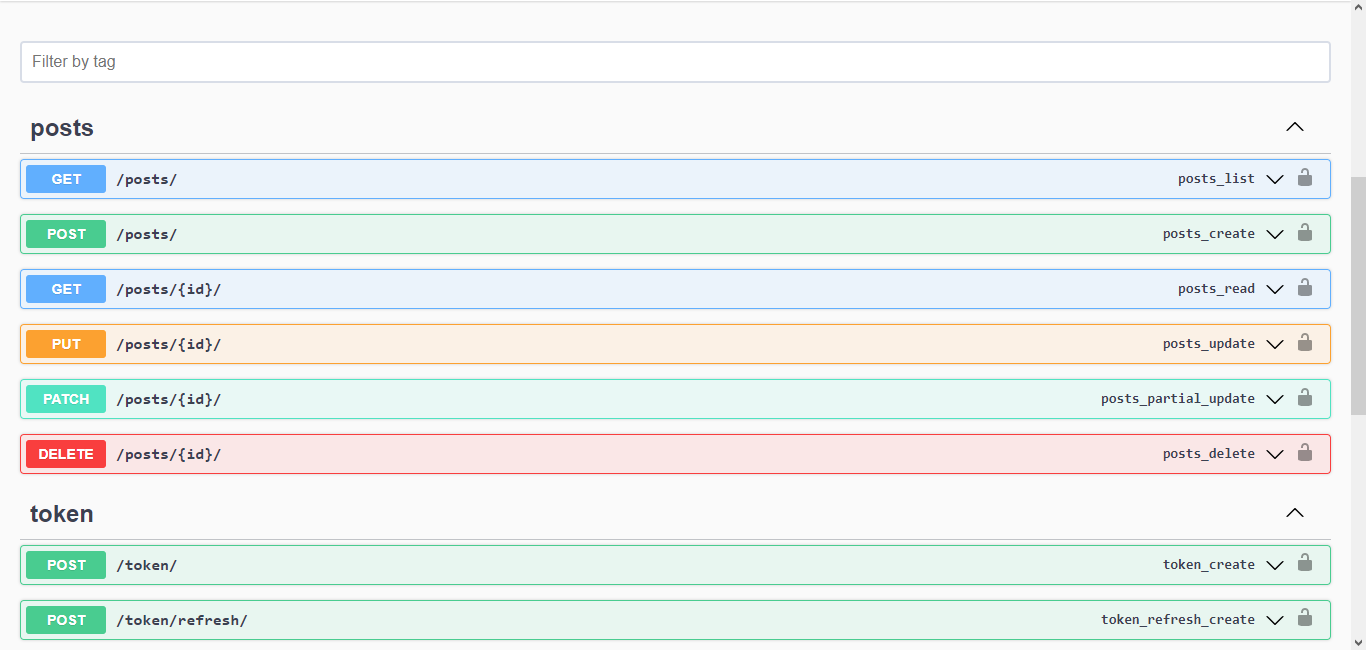 Filter by tag
posts
GET /posts/ posts_list
POST /posts/ posts_create
GET /posts/{id}/ posts_read
PUT /posts/{id}/ posts_update
PATCH /posts/{id}/ posts_partial_update
DELETE /posts/{id}/ posts_delete
token
POST /token/ token_create
POST /token/refresh/ token_refresh_create